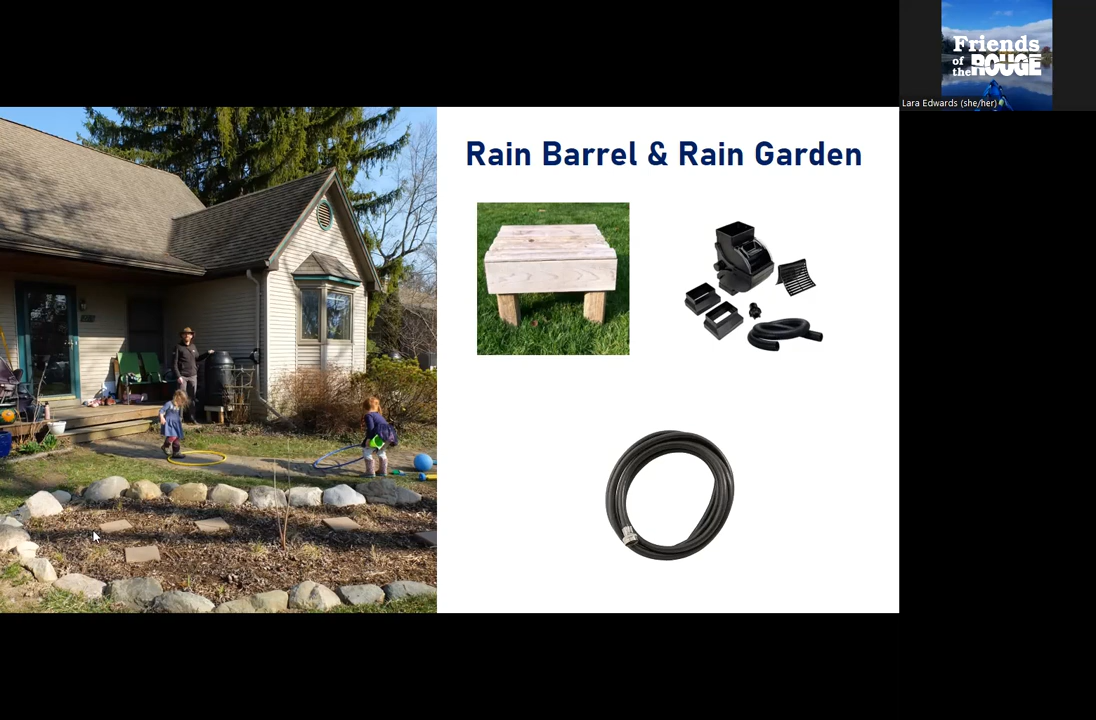 Rain Barrel & Rain Garden
Friends
of
the ROUGE
Lara Edwards (she/her)